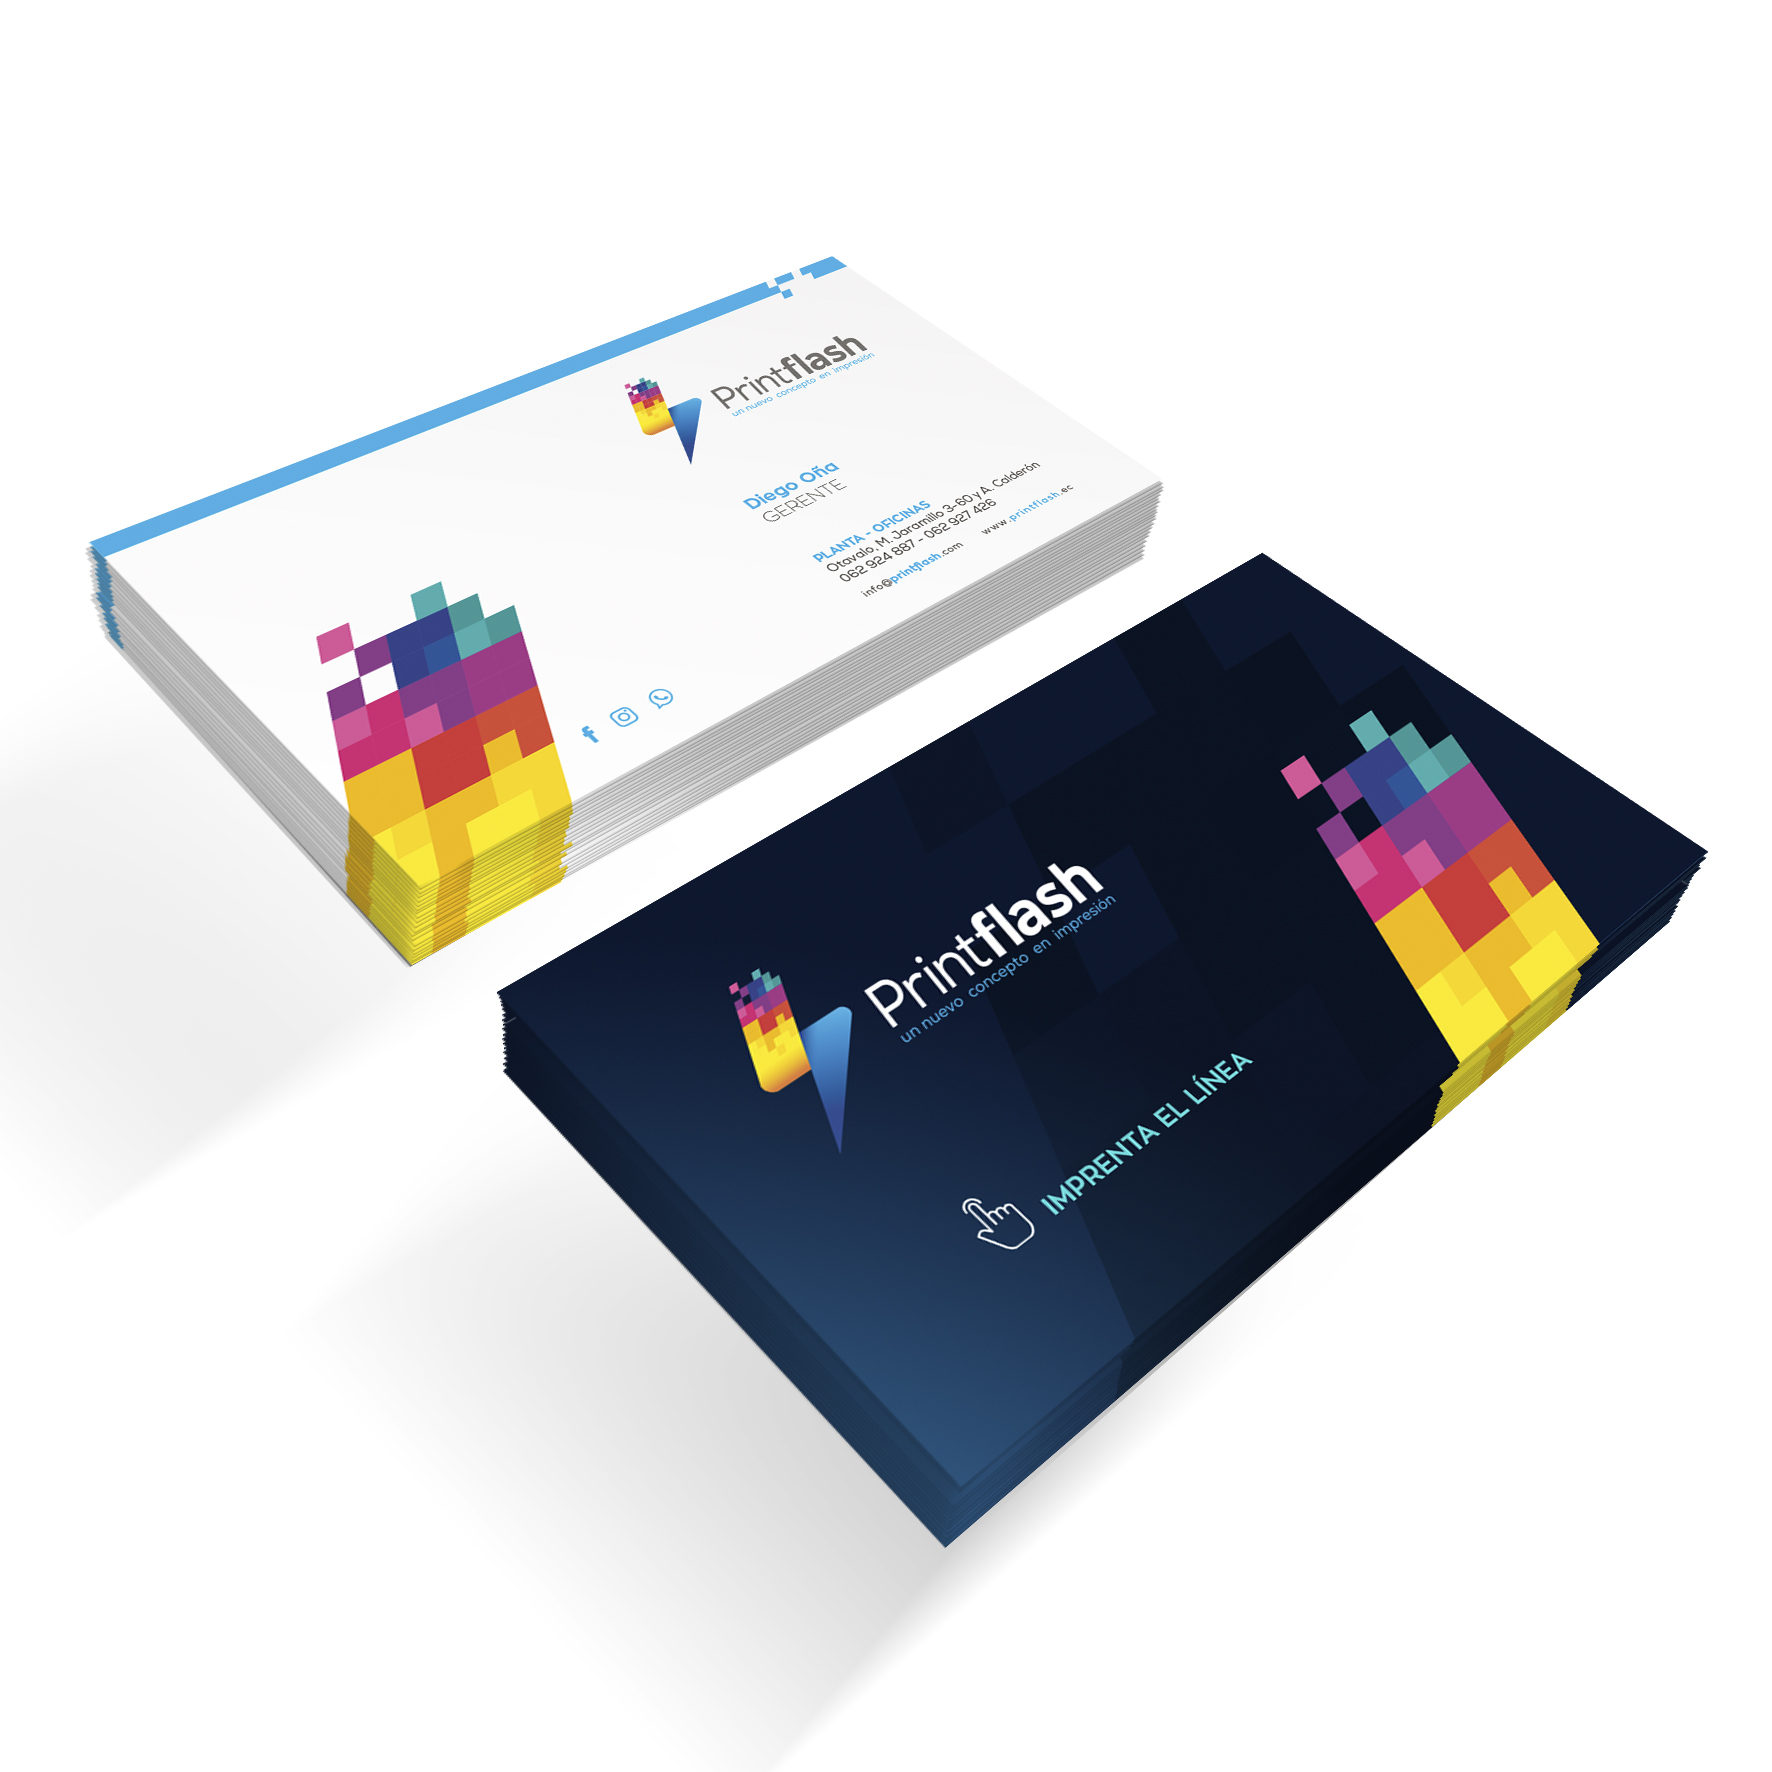 Printflash
un nuevo concepto en impresión
Diego Oña
GERENTE
PLANTA - OFICINAS
Otavalo, M. Jaramillo 3-60 y A. Calderón
062 924 887 - 062 927 426
info@printflash.com www.printflash.ec
Printflash
un nuevo concepto en impresión
IMPRENTA EL LÍNEA